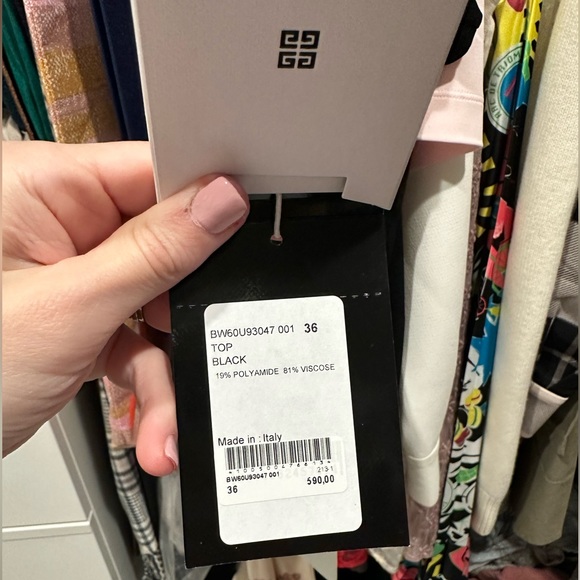 BW60U93047 001 36
TOP
BLACK
19% POLYAMIDE 81% VISCOSE
Made in : Italy
BW60U93047 001
36 590,00